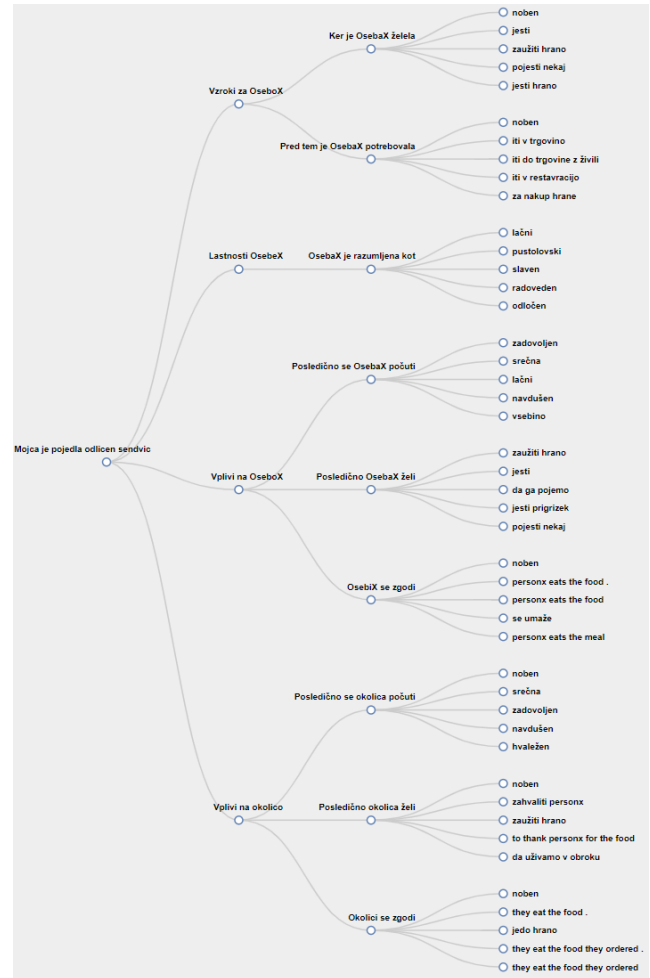 noben
Ker je OsebaX želela
jesti
zaužiti hrano
pojesti nekaj
jesti hrano
Vzroki za OseboX
noben
iti v trgovino
Pred tem je OsebaX potrebovala
iti do trgovine z živili
iti v restavracijo
za nakup hrane
lačni
Lastnosti OsebeX
OsebaX je razumljena kot
pustolovski
slaven
radoveden
odločen
zadovoljen
Posledično se OsebaX počuti
srečna
lačni
navdušen
vsebino
Mojca je pojedla odlicen sendvic
zaužiti hrano
Vplivi na OseboX
Posledično OsebaX želi
jesti
da ga pojemo
jesti prigrizek
pojesti nekaj
noben
OsebiX se zgodi
personx eats the food .
personx eats the food
se umaže
personx eats the meal
noben
Posledično se okolica počuti
srečna
zadovoljen
navdušen
hvaležen
noben
Vplivi na okolico
Posledično okolica želi
zahvaliti personx
zaužiti hrano
to thank personx for the food
da uživamo v obroku
noben
Okolici se zgodi
they eat the food .
jedo hrano
they eat the food they ordered .
they eat the food they ordered